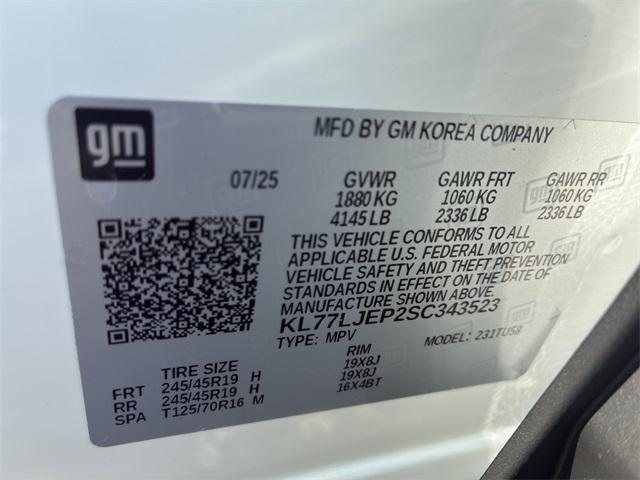 gm
MFD BY GM KOREA COMPANY
07/25 GVWR GAWR FRT GAWR RR
1880 KG 1060 KG 1060 KG
4145 LB 2336 LB 2336 LB
THIS VEHICLE CONFORMS TO ALL
APPLICABLE U.S. FEDERAL MOTOR
VEHICLE SAFETY AND THEFT PREVENTION
STANDARDS IN EFFECT ON THE DATE OF
MANUFACTURE SHOWN ABOVE.
KL77LJEP2SC343523
TYPE: MPV MODEL: 231TU58
TIRE SIZE RIM
FRT 245/45R19 H 19X8J
RR 245/45R19 H 19X8J
SPA T125/70R16 M 16X4BT